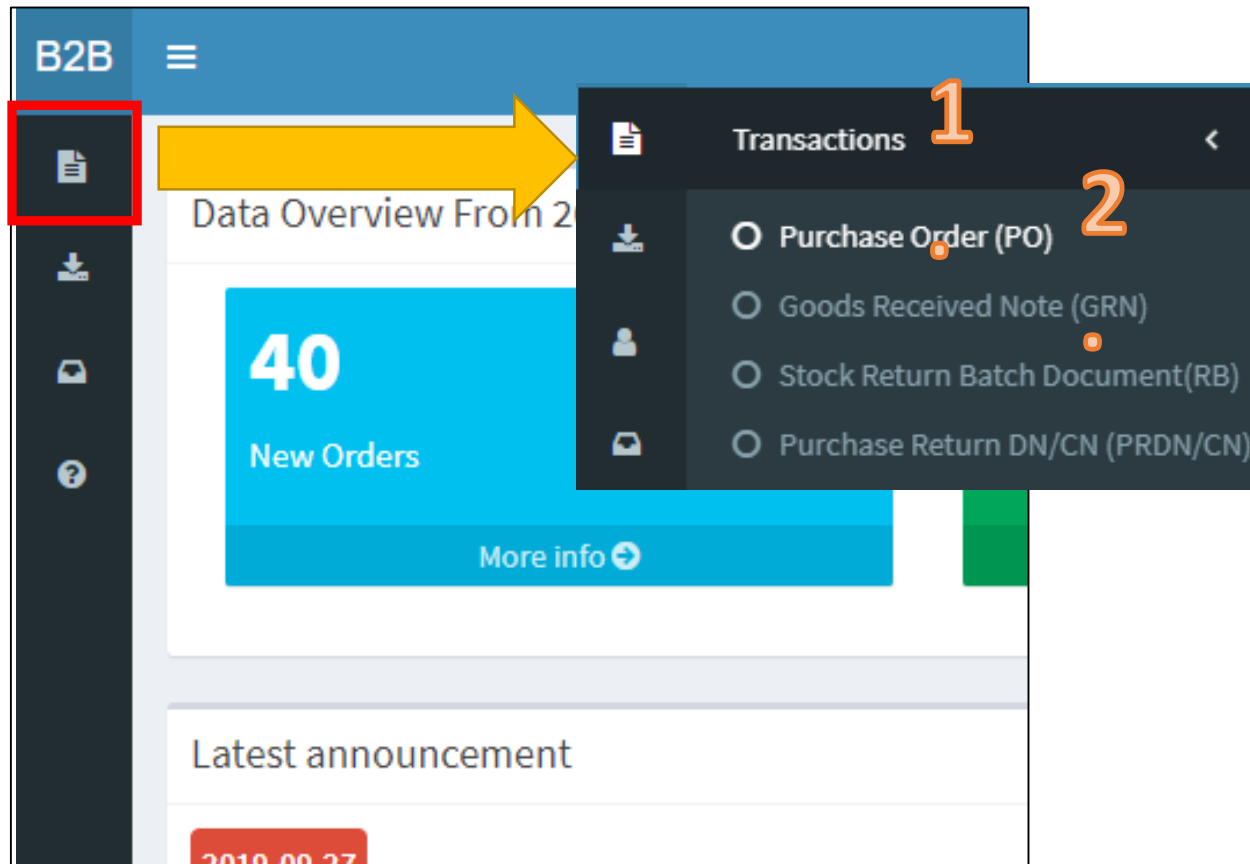 B2B
Transactions 1.
Data Overview From 2
Purchase Order (PO) 2.
Goods Received Note (GRN)
40
Stock Return Batch Document(RB)
New Orders
Purchase Return DN/CN (PRDN/CN)
More info
Latest announcement
2019-09-27